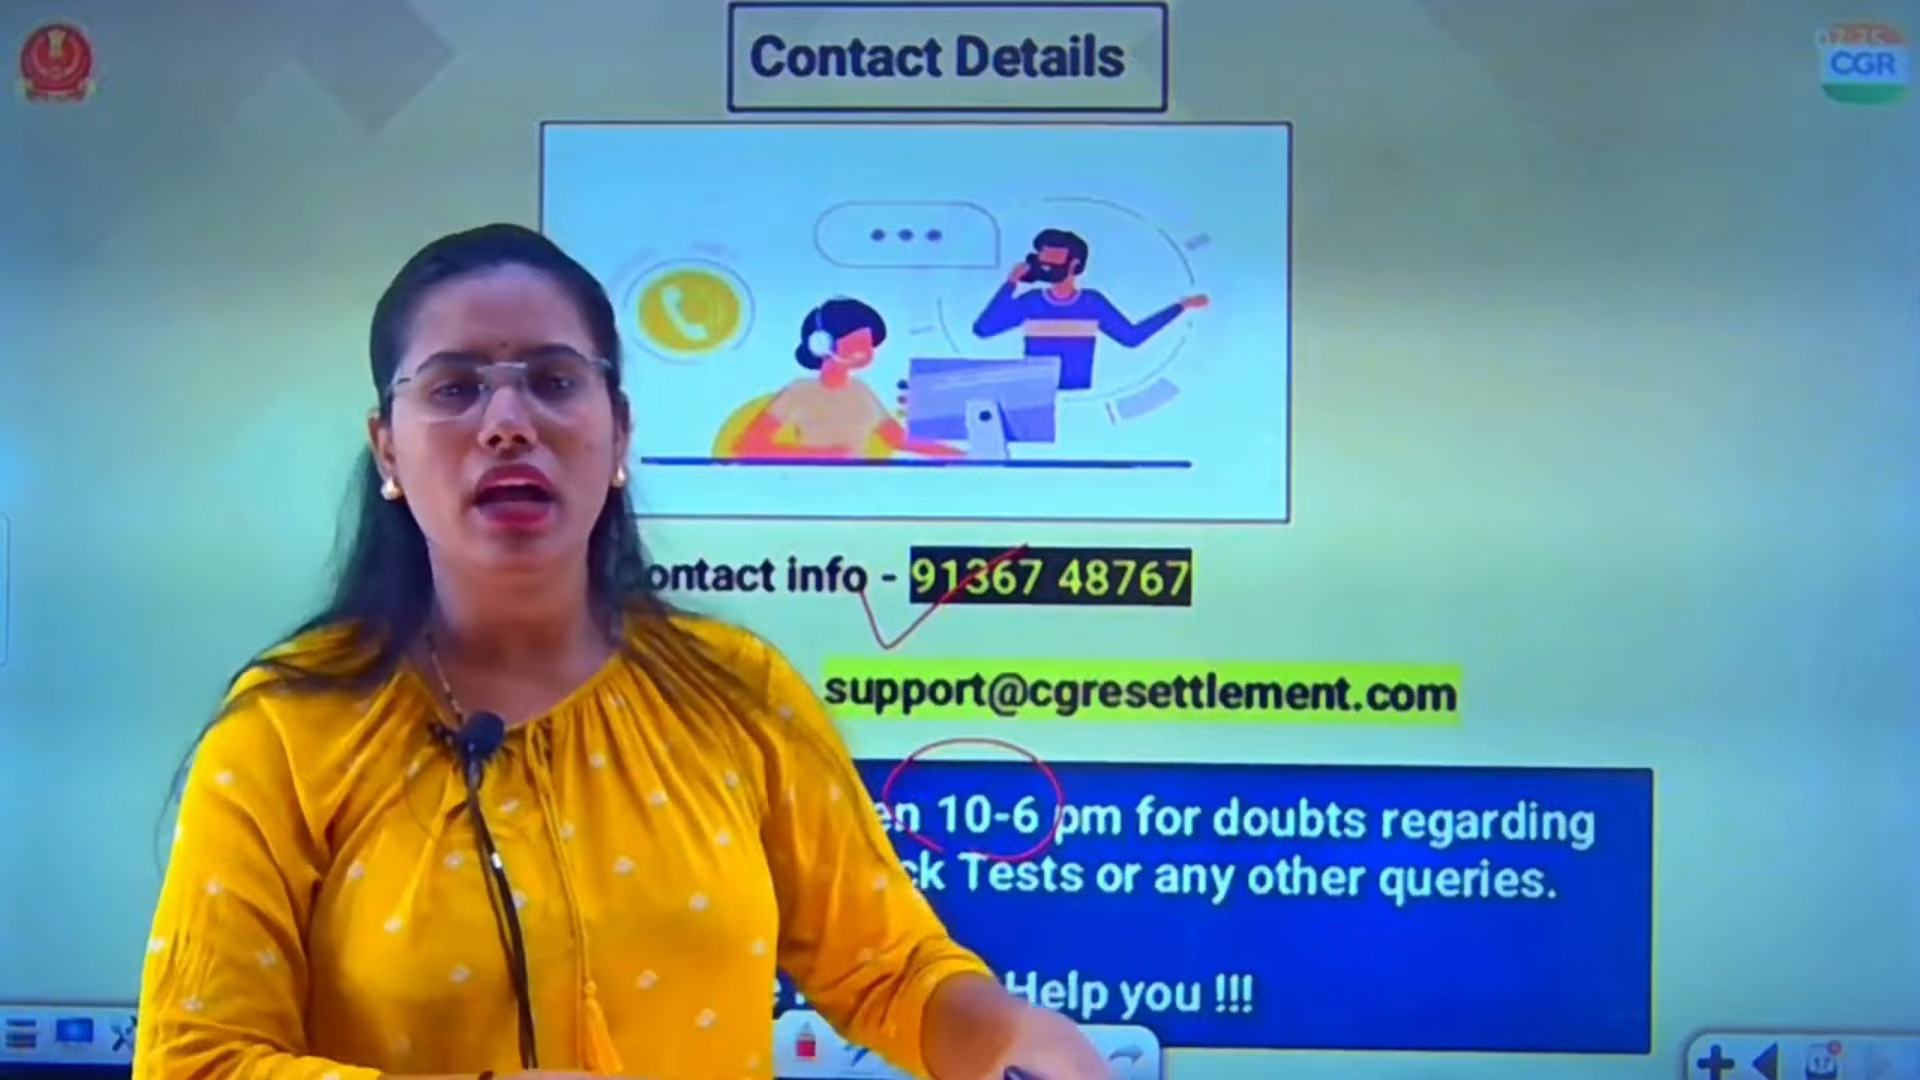 Contact Details
CGR
ontact info - 91367 48767
support@cgresettlement.com
en 10-6 pm for doubts regarding
ck Tests or any other queries.
Help you !!!
17